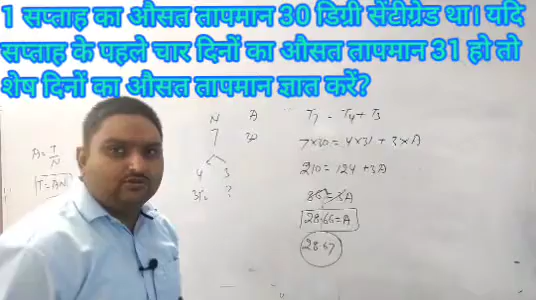 1 सप्ताह का औसत तापमान 30 डिग्री सेंटीग्रेड था। यदि
सप्ताह के पहले चार दिनों का औसत तापमान 31 हो तो
शेष दिनों का औसत तापमान ज्ञात करें?
N A
7 30
4 3
31 ?
A = T/N
T = AN
T7 = T4 + T3
7×30 = 4×31 + 3×A
210 = 124 + 3A
86 = 3A
28.66 = A
28.67